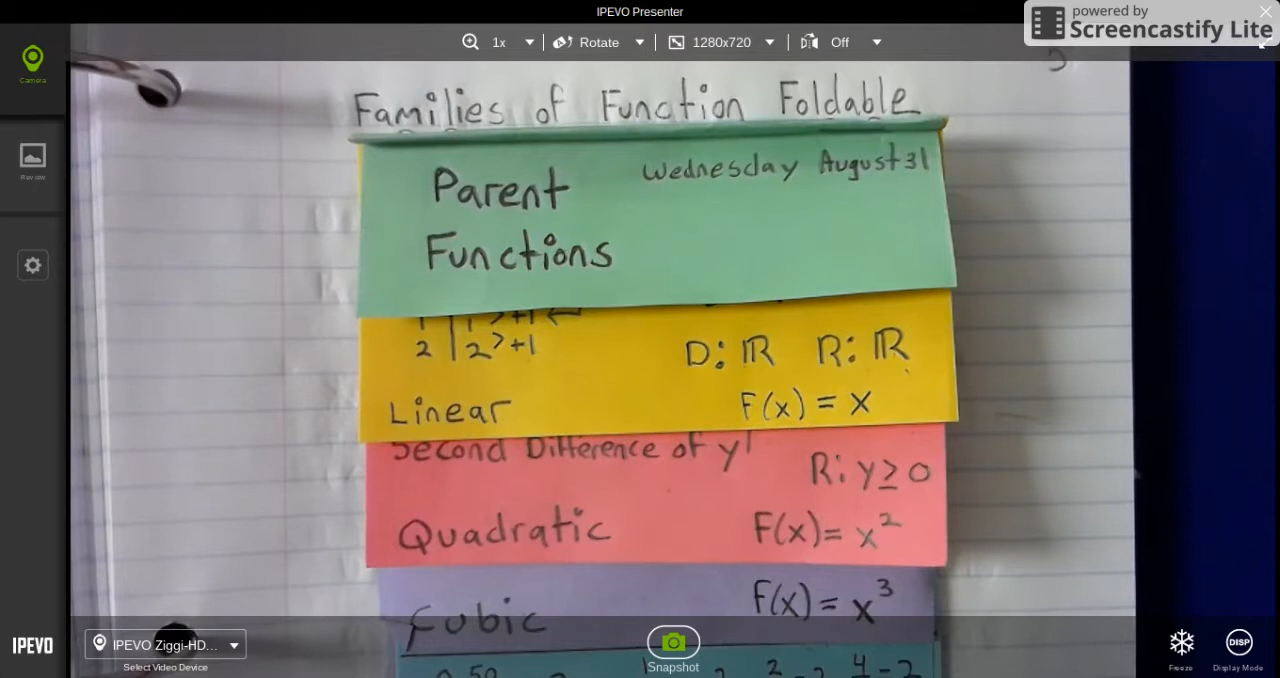 IPEVO Presenter
powered by
Screencastify Lite
1x
Rotate
1280x720
Off
Camera
Review
Families of Function Foldable
Wednesday August 31
Parent
Functions
2 | 2 > +1
D: ℝ R: ℝ
Linear F(x) = x
Second Difference of y
R: y ≥ 0
Quadratic F(x) = x²
Cubic F(x) = x³
IPEVO
IPEVO Ziggi-HD...
Select Video Device
Snapshot
Freeze
DISP
Display Mode